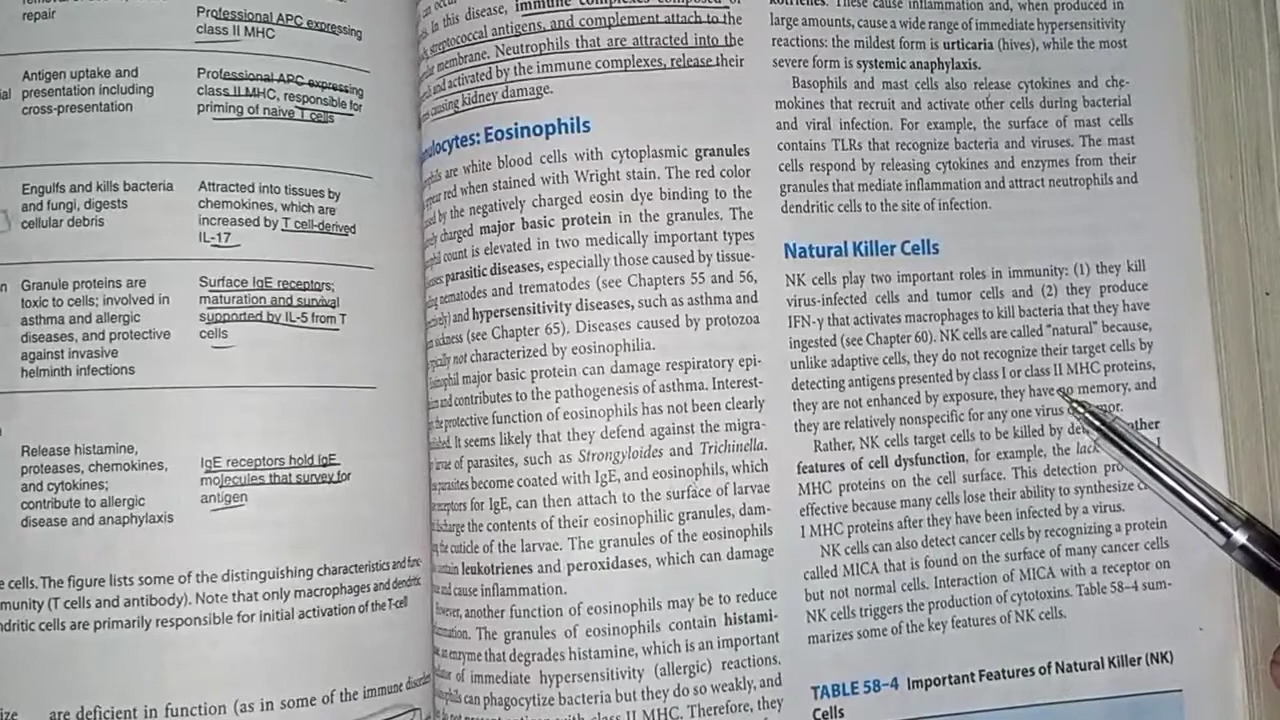 repair
Professional APC expressing
class II MHC
Antigen uptake and
presentation including
cross-presentation
Professional APC expressing
class II MHC, responsible for
priming of naive T cells
Engulfs and kills bacteria
and fungi, digests
cellular debris
Attracted into tissues by
chemokines, which are
increased by T cell-derived
IL-17
Granule proteins are
toxic to cells; involved in
asthma and allergic
diseases, and protective
against invasive
helminth infections
Surface IgE receptors;
maturation and survival
supported by IL-5 from T
cells
Release histamine,
proteases, chemokines,
and cytokines;
contribute to allergic
disease and anaphylaxis
IgE receptors hold IgE
molecules that survey for
antigen
e cells. The figure lists some of the distinguishing characteristics and func-
munity (T cells and antibody). Note that only macrophages and dendritic
ndritic cells are primarily responsible for initial activation of the T-cell
are deficient in function (as in some of the immune
In this disease, immune complexes composed of
streptococcal antigens, and complement attach to the
membrane. Neutrophils that are attracted into the
and activated by the immune complexes, release their
causing kidney damage.
nulocytes: Eosinophils
phils are white blood cells with cytoplasmic granules
red when stained with Wright stain. The red color
by the negatively charged eosin dye binding to the
charged major basic protein in the granules. The
count is elevated in two medically important types
parasitic diseases, especially those caused by tissue-
nematodes and trematodes (see Chapters 55 and 56,
and hypersensitivity diseases, such as asthma and
sickness (see Chapter 65). Diseases caused by protozoa
typically not characterized by eosinophilia.
major basic protein can damage respiratory epi-
and contributes to the pathogenesis of asthma. Interest-
the protective function of eosinophils has not been clearly
It seems likely that they defend against the migra-
of parasites, such as Strongyloides and Trichinella.
become coated with IgE, and eosinophils, which
for IgE, can then attach to the surface of larvae
discharge the contents of their eosinophilic granules, dam-
the cuticle of the larvae. The granules of the eosinophils
contain leukotrienes and peroxidases, which can damage
and cause inflammation.
However, another function of eosinophils may be to reduce
The granules of eosinophils contain histami-
an enzyme that degrades histamine, which is an important
of immediate hypersensitivity (allergic) reactions.
can phagocytize bacteria but they do so weakly, and
class II MHC. Therefore, they
These cause inflammation and, when produced in
large amounts, cause a wide range of immediate hypersensitivity
reactions: the mildest form is urticaria (hives), while the most
severe form is systemic anaphylaxis.
Basophils and mast cells also release cytokines and che-
mokines that recruit and activate other cells during bacterial
and viral infection. For example, the surface of mast cells
contains TLRs that recognize bacteria and viruses. The mast
cells respond by releasing cytokines and enzymes from their
granules that mediate inflammation and attract neutrophils and
dendritic cells to the site of infection.
Natural Killer Cells
NK cells play two important roles in immunity: (1) they kill
virus-infected cells and tumor cells and (2) they produce
IFN-γ that activates macrophages to kill bacteria that they have
ingested (see Chapter 60). NK cells are called "natural" because,
unlike adaptive cells, they do not recognize their target cells by
detecting antigens presented by class I or class II MHC proteins,
they are not enhanced by exposure, they have no memory, and
they are relatively nonspecific for any one virus
Rather, NK cells target cells to be killed by other
features of cell dysfunction, for example, the lack
MHC proteins on the cell surface. This detection
effective because many cells lose their ability to synthesize
I MHC proteins after they have been infected by a virus.
NK cells can also detect cancer cells by recognizing a protein
called MICA that is found on the surface of many cancer cells
but not normal cells. Interaction of MICA with a receptor on
NK cells triggers the production of cytotoxins. Table 58–4 sum-
marizes some of the key features of NK cells.
TABLE 58–4 Important Features of Natural Killer (NK)
Cells